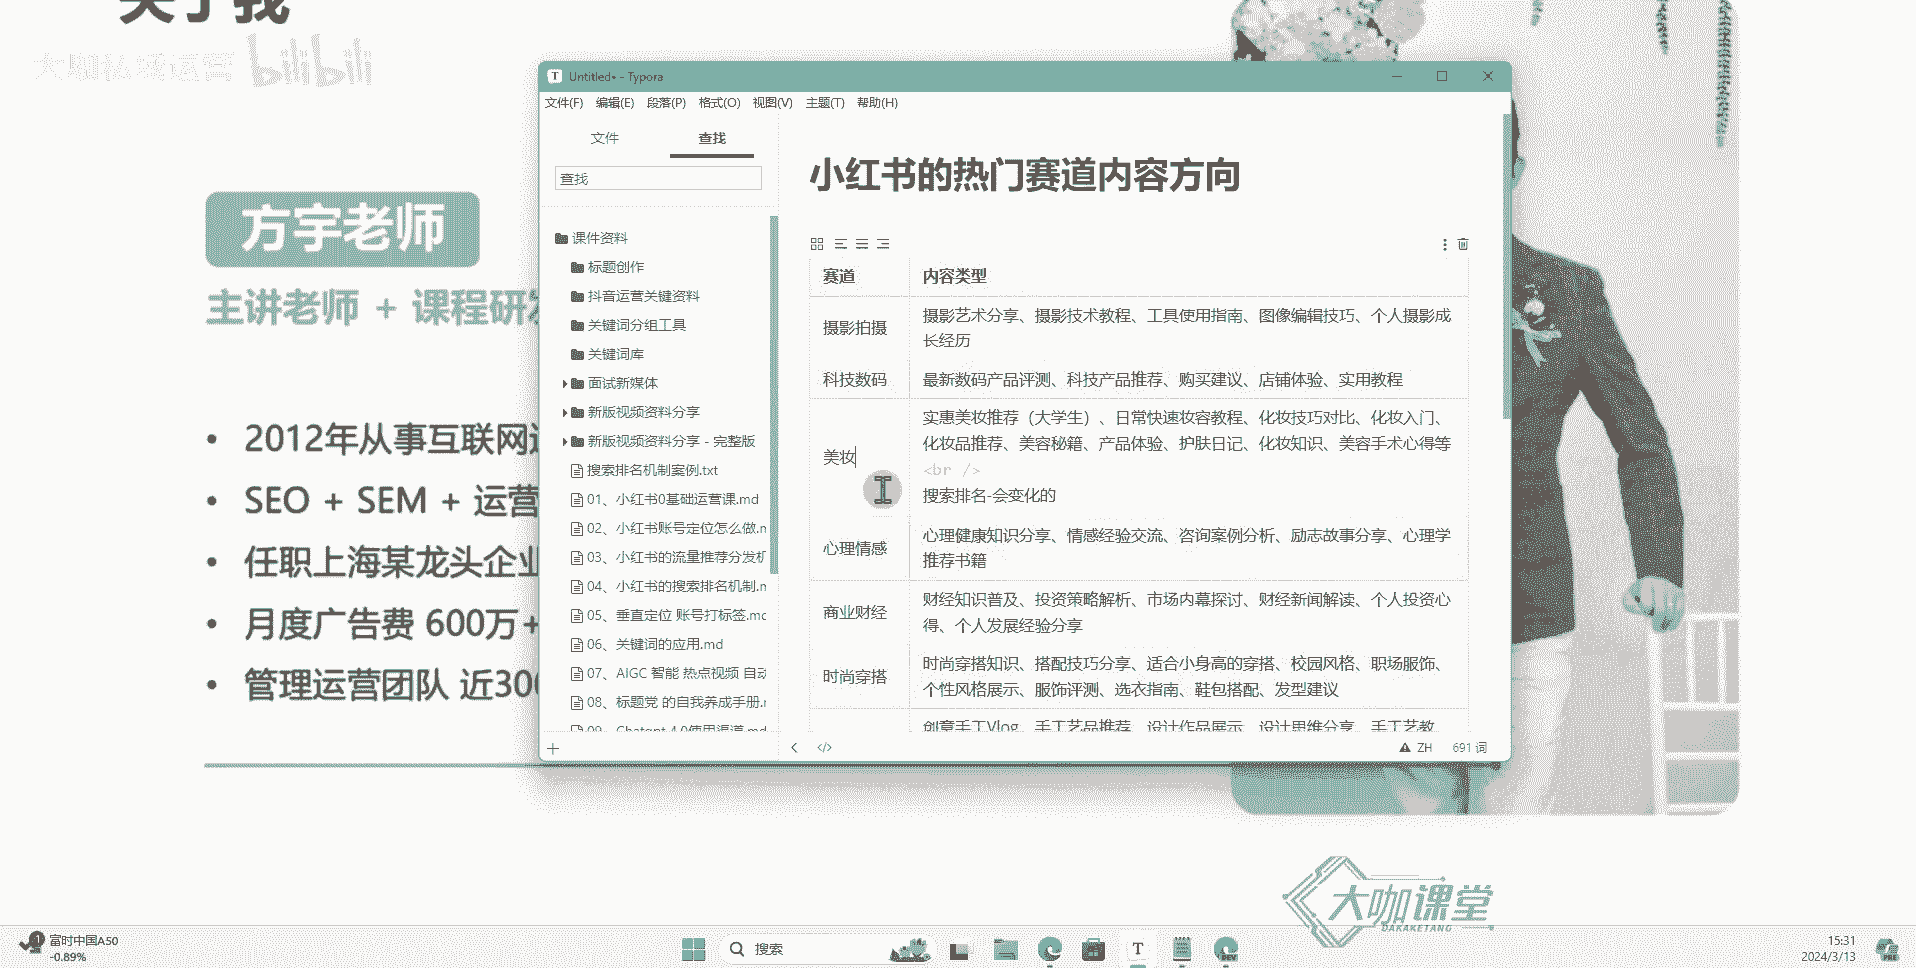 关于我
大咖私域运营 bilibili
方宇老师
主讲老师 + 课程研发
• 2012年从事互联网
• SEO + SEM + 运营
• 任职上海某龙头企业
• 月度广告费 600万+
• 管理运营团队 近300
Untitled• - Typora
文件(F) 编辑(E) 段落(P) 格式(O) 视图(V) 主题(T) 帮助(H)
文件 查找
查找
课件资料
标题创作
抖音运营关键资料
关键词分组工具
关键词库
面试新媒体
新版视频资料分享
新版视频资料分享 - 完整版
搜索排名机制案例.txt
01、小红书0基础运营课.md
02、小红书账号定位怎么做.m
03、小红书的流量推荐分发机
04、小红书的搜索排名机制.m
05、垂直定位 账号打标签.mc
06、关键词的应用.md
07、AIGC 智能 热点视频 自动
08、标题党 的自我养成手册.m
09、Chatgpt 4.0使用渠道.md
小红书的热门赛道内容方向
赛道 内容类型
摄影拍摄 摄影艺术分享、摄影技术教程、工具使用指南、图像编辑技巧、个人摄影成
长经历
科技数码 最新数码产品评测、科技产品推荐、购买建议、店铺体验、实用教程
美妆 实惠美妆推荐（大学生）、日常快速妆容教程、化妆技巧对比、化妆入门、
化妆品推荐、美容秘籍、产品体验、护肤日记、化妆知识、美容手术心得等
<br />
搜索排名-会变化的
心理情感 心理健康知识分享、情感经验交流、咨询案例分析、励志故事分享、心理学
推荐书籍
商业财经 财经知识普及、投资策略解析、市场内幕探讨、财经新闻解读、个人投资心
得、个人发展经验分享
时尚穿搭 时尚穿搭知识、搭配技巧分享、适合小身高的穿搭、校园风格、职场服饰、
个性风格展示、服饰评测、选衣指南、鞋包搭配、发型建议
创意手工Vlog、手工艺品推荐、设计作品展示、设计思维分享、手工艺教
</> ZH 691 词
大咖课堂
DAKAKETANG
1
富时中国A50
-0.89%
搜索
T
DEV
15:31
2024/3/13
PRE